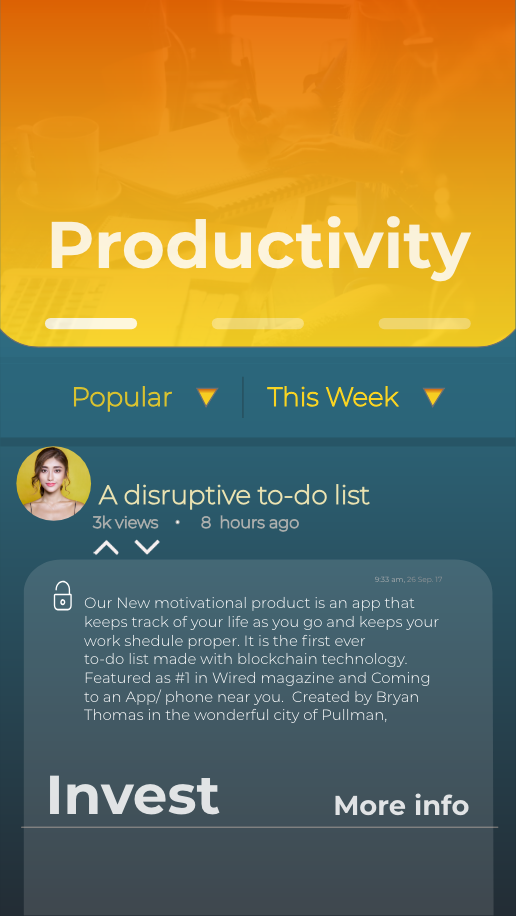 Productivity
Popular
This Week
A disruptive to-do list
3k views • 8 hours ago
9:33 am, 26 Sep, 17
Our New motivational product is an app that
keeps track of your life as you go and keeps your
work shedule proper. It is the first ever
to-do list made with blockchain technology.
Featured as #1 in Wired magazine and Coming
to an App/ phone near you. Created by Bryan
Thomas in the wonderful city of Pullman,
Invest
More info